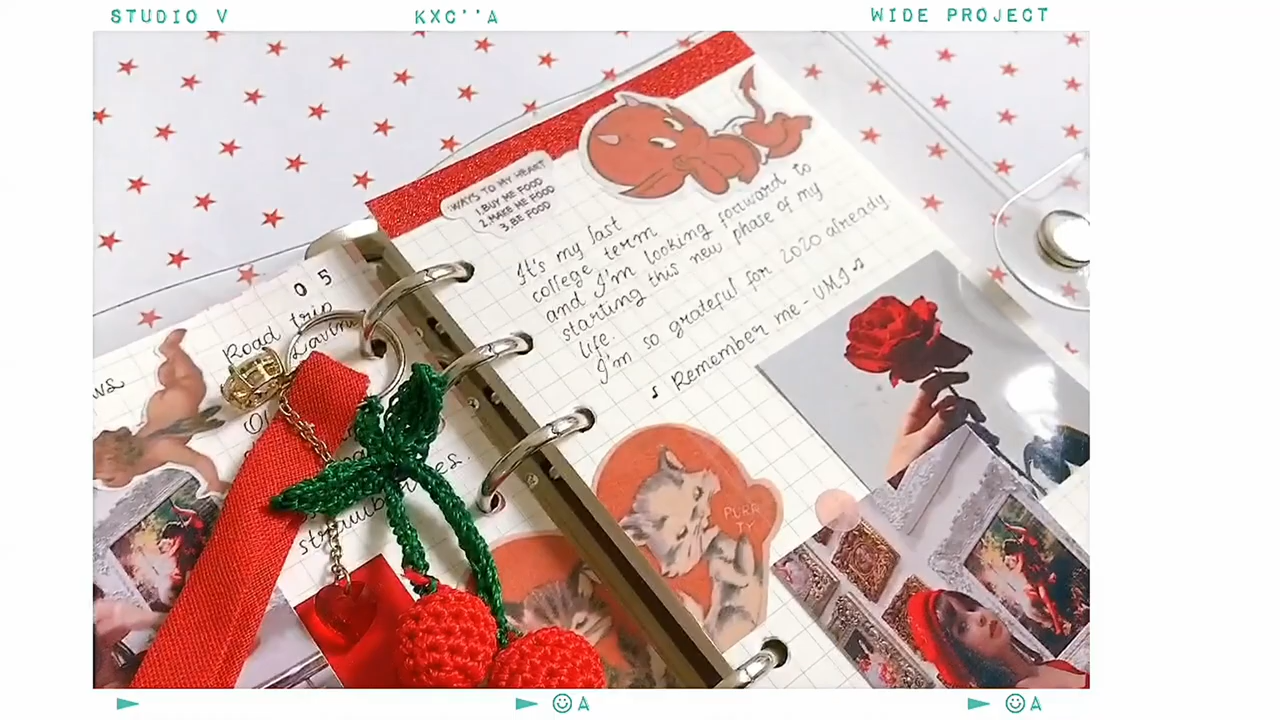 STUDIO V
KXC''A
WIDE PROJECT
WAYS TO MY HEART
1.BUY ME FOOD
2.MAKE ME FOOD
3.BE FOOD
It's my last
college term
and I'm looking forward to
starting this new phase of my
life.
I'm so grateful for 2020 already.
♪ Remember me - UMI ♫
05
Road trip
PURR
TY
A
A